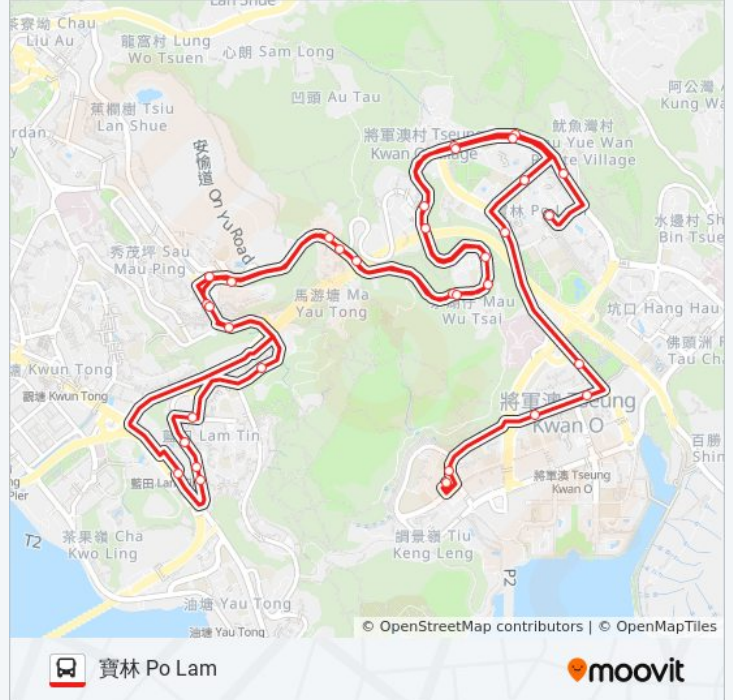 Lan Shue
茶寮坳 Chau
Liu Au
龍窩村 Lung
Wo Tsuen
心朗 Sam Long
凹頭 Au Tau
蕉欄樹 Tsiu
Lan Shue
安愉道 On Yu Road
將軍澳村 Tseung
Kwan O Village
魷魚灣村
Yau Yue Wan
Village
林 Po
秀茂坪 Sau
Mau Ping
馬游塘 Ma
Yau Tong
Mau
Wu Tsai
水邊村 Sh
Bin Tsue
坑口 Hang Hau
佛頭洲 F
Tau Ch
Kwun Tong
觀塘 Kwun Tong
藍田 Lam Tin
藍田 Lam
將軍澳 Tseung
Kwan O
將軍澳 Tseung
Kwan O
百勝
Shin
Pier
茶果嶺 Cha
Kwo Ling
T2
調景嶺 Tiu
Keng Leng
P2
油塘 Yau Tong
油塘 Yau Tong
阿公灣
Kung Wa
© OpenStreetMap contributors | © OpenMapTiles
寶林 Po Lam
moovit